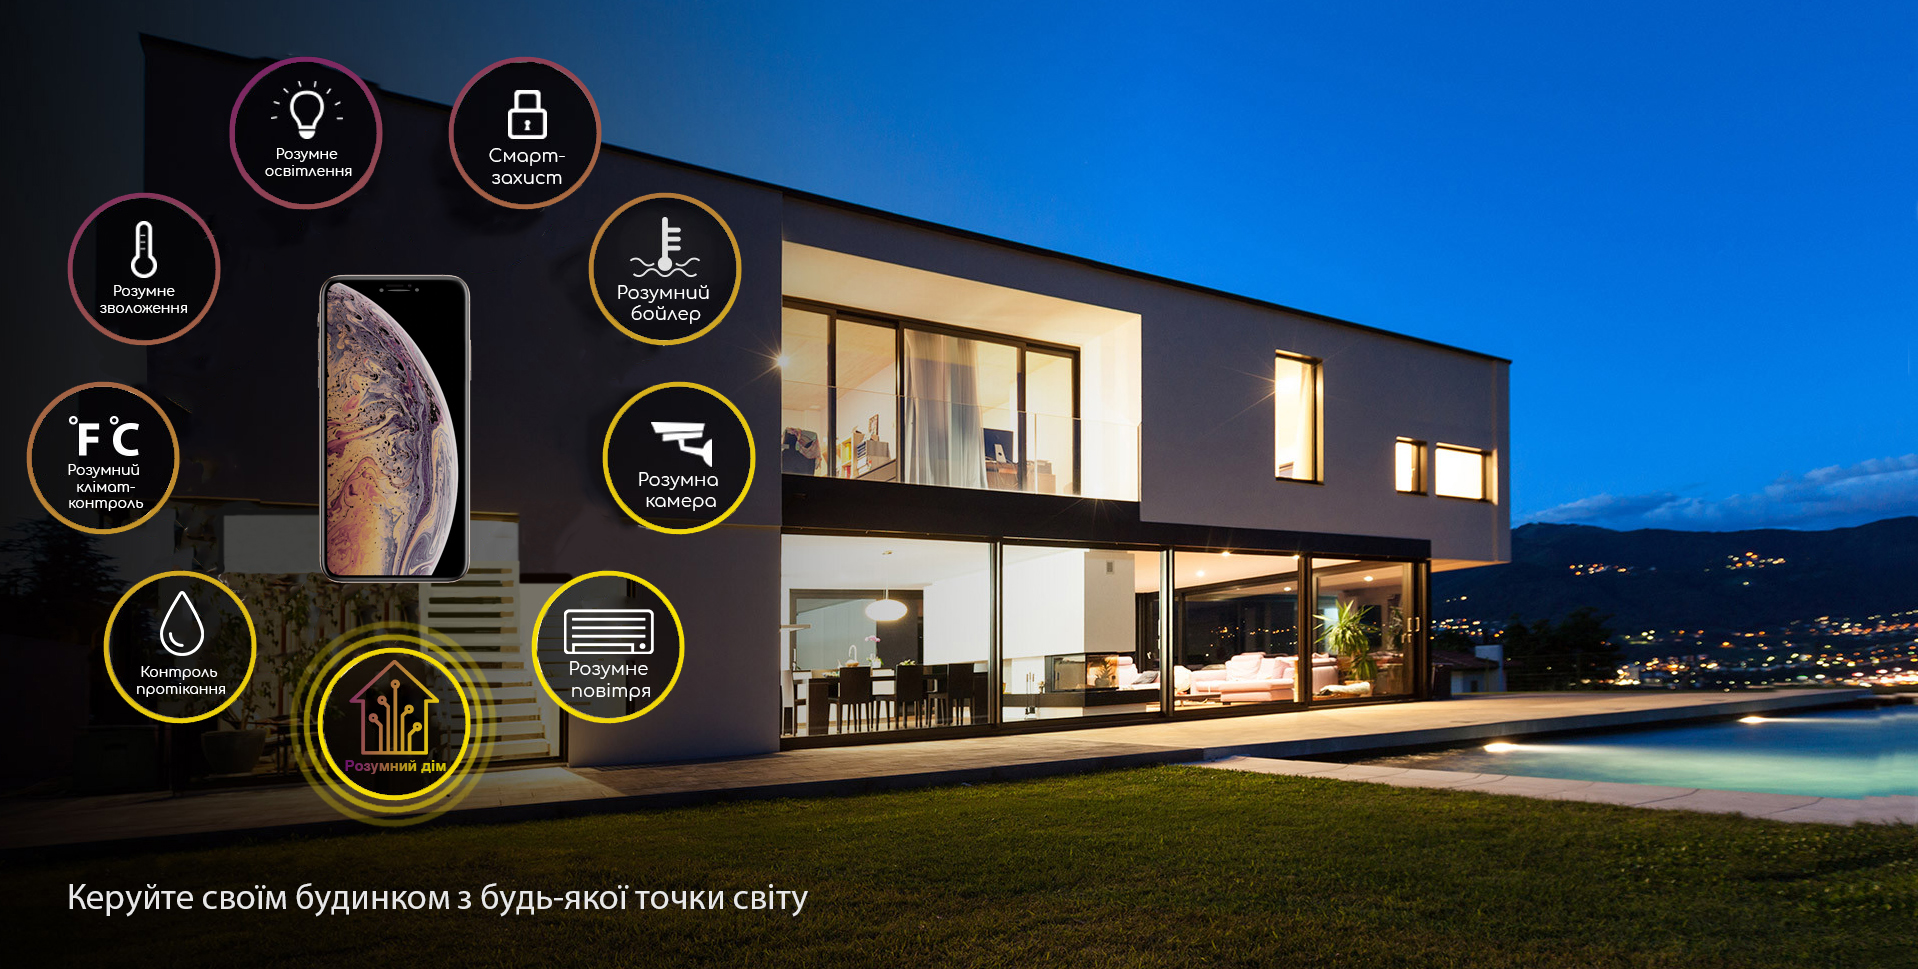 Розумне
освітлення
Смарт-
захист
Розумне
зволоження
Розумний
бойлер
°F °C
Розумний
клімат-
контроль
Розумна
камера
Контроль
протікання
Розумне
повітря
Розумний дім
Керуйте своїм будинком з будь-якої точки світу